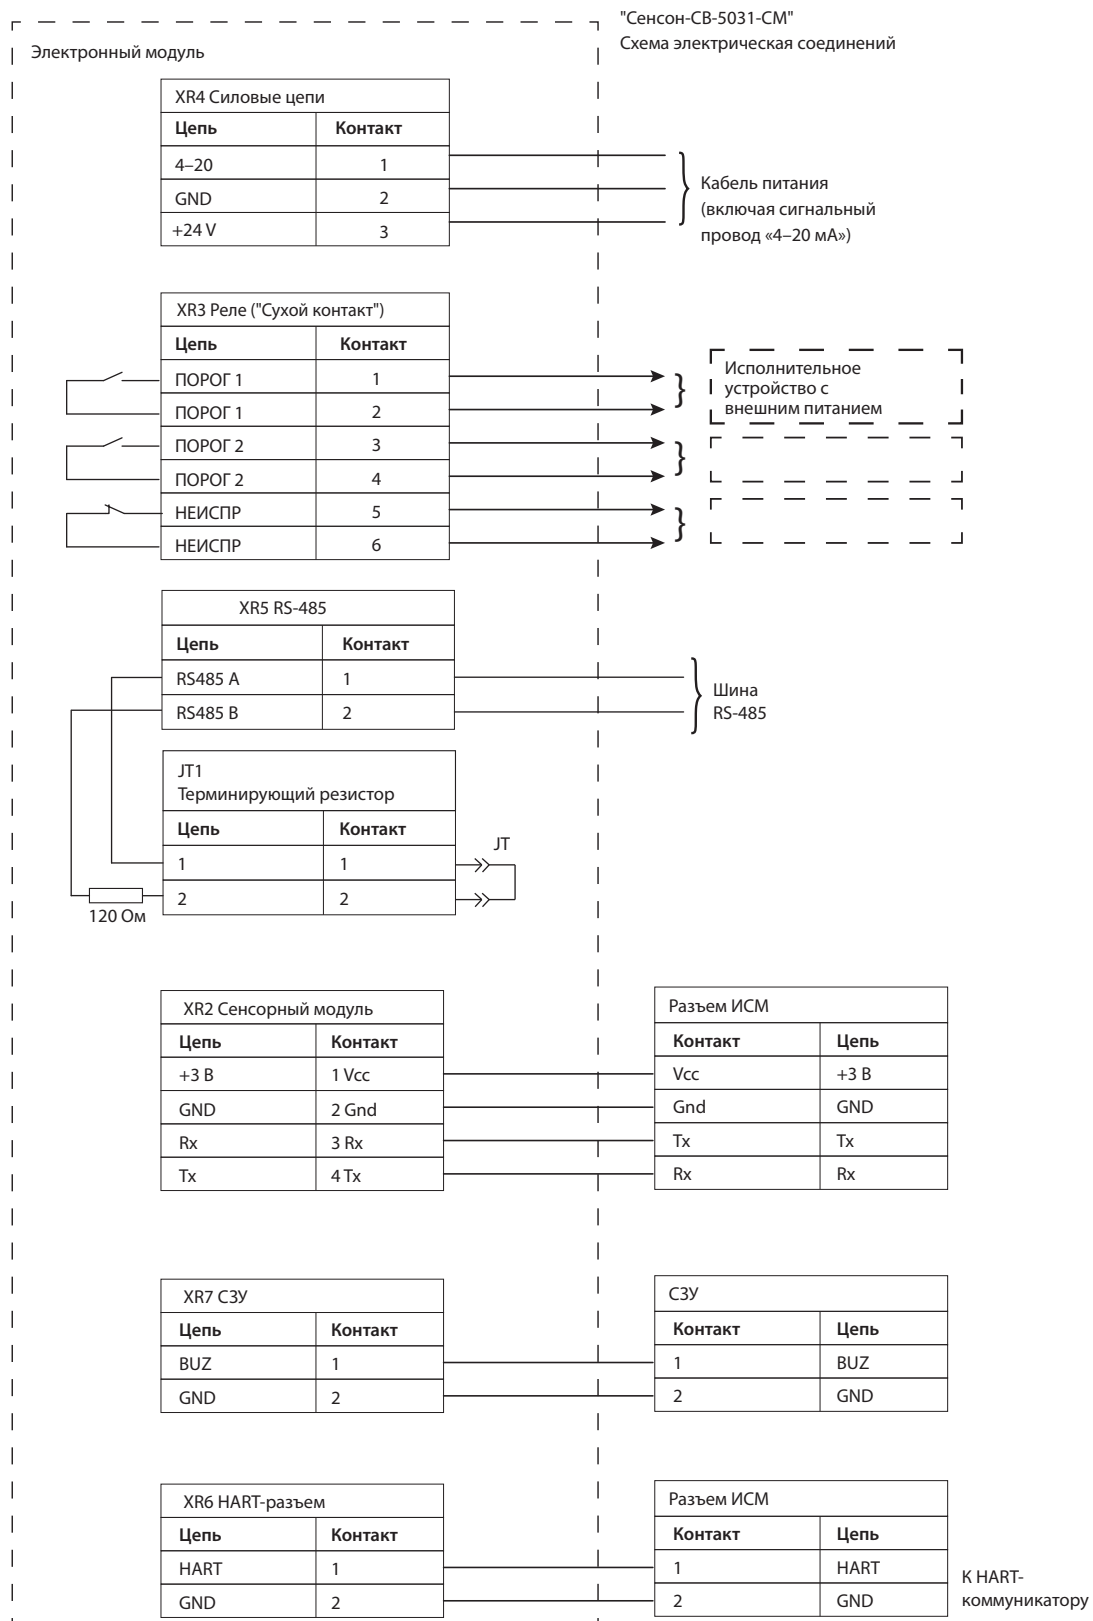 "Сенсон-СВ-5031-СМ"
Схема электрическая соединений
Электронный модуль
XR4 Силовые цепи
Цепь Контакт
4–20 1
GND 2
+24 V 3
Кабель питания
(включая сигнальный
провод «4–20 мА»)
XR3 Реле ("Сухой контакт")
Цепь Контакт
ПОРОГ 1 1
ПОРОГ 1 2
ПОРОГ 2 3
ПОРОГ 2 4
НЕИСПР 5
НЕИСПР 6
Исполнительное
устройство с
внешним питанием
XR5 RS-485
Цепь Контакт
RS485 A 1
RS485 B 2
Шина
RS-485
JT1
Терминирующий резистор
Цепь Контакт
1 1
2 2
JT
120 Ом
XR2 Сенсорный модуль
Цепь Контакт
+3 В 1 Vcc
GND 2 Gnd
Rx 3 Rx
Tx 4 Tx
Разъем ИСМ
Контакт Цепь
Vcc +3 В
Gnd GND
Tx Tx
Rx Rx
XR7 СЗУ
Цепь Контакт
BUZ 1
GND 2
СЗУ
Контакт Цепь
1 BUZ
2 GND
XR6 HART-разъем
Цепь Контакт
HART 1
GND 2
Разъем ИСМ
Контакт Цепь
1 HART
2 GND
К HART-
коммуникатору